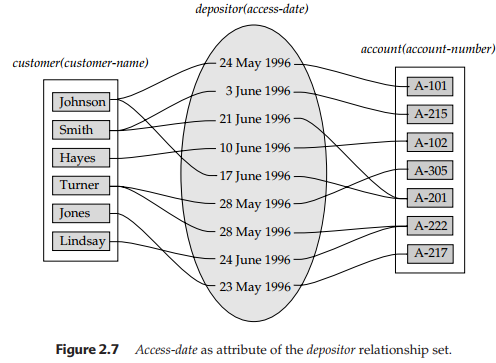 depositor(access-date)
customer(customer-name)
account(account-number)
Johnson
Smith
Hayes
Turner
Jones
Lindsay
24 May 1996
3 June 1996
21 June 1996
10 June 1996
17 June 1996
28 May 1996
28 May 1996
24 June 1996
23 May 1996
A-101
A-215
A-102
A-305
A-201
A-222
A-217
Figure 2.7 Access-date as attribute of the depositor relationship set.